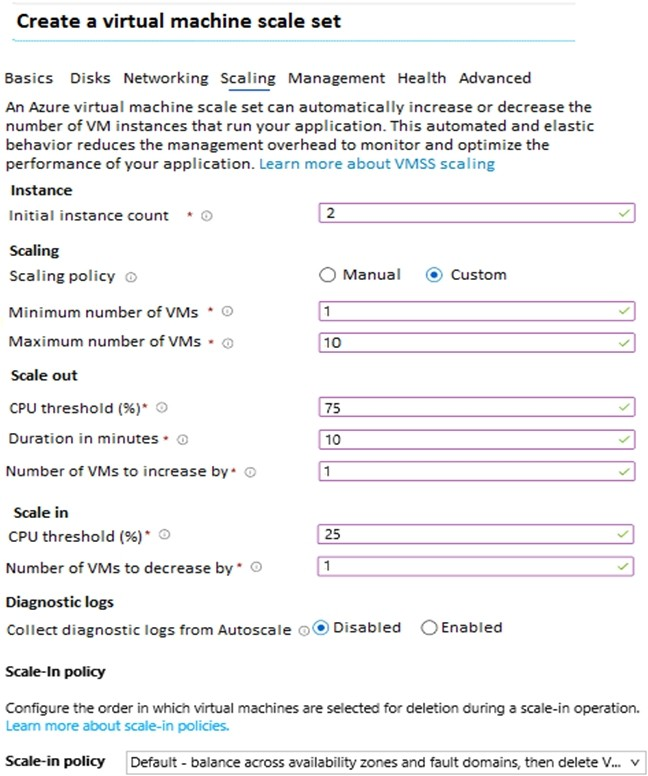 Create a virtual machine scale set
Basics Disks Networking Scaling Management Health Advanced
An Azure virtual machine scale set can automatically increase or decrease the
number of VM instances that run your application. This automated and elastic
behavior reduces the management overhead to monitor and optimize the
performance of your application. Learn more about VMSS scaling
Instance
Initial instance count * 2
Scaling
Scaling policy Manual Custom
Minimum number of VMs * 1
Maximum number of VMs * 10
Scale out
CPU threshold (%)* 75
Duration in minutes * 10
Number of VMs to increase by* 1
Scale in
CPU threshold (%)* 25
Number of VMs to decrease by* 1
Diagnostic logs
Collect diagnostic logs from Autoscale Disabled Enabled
Scale-In policy
Configure the order in which virtual machines are selected for deletion during a scale-in operation.
Learn more about scale-in policies.
Scale-in policy Default - balance across availability zones and fault domains, then delete V...